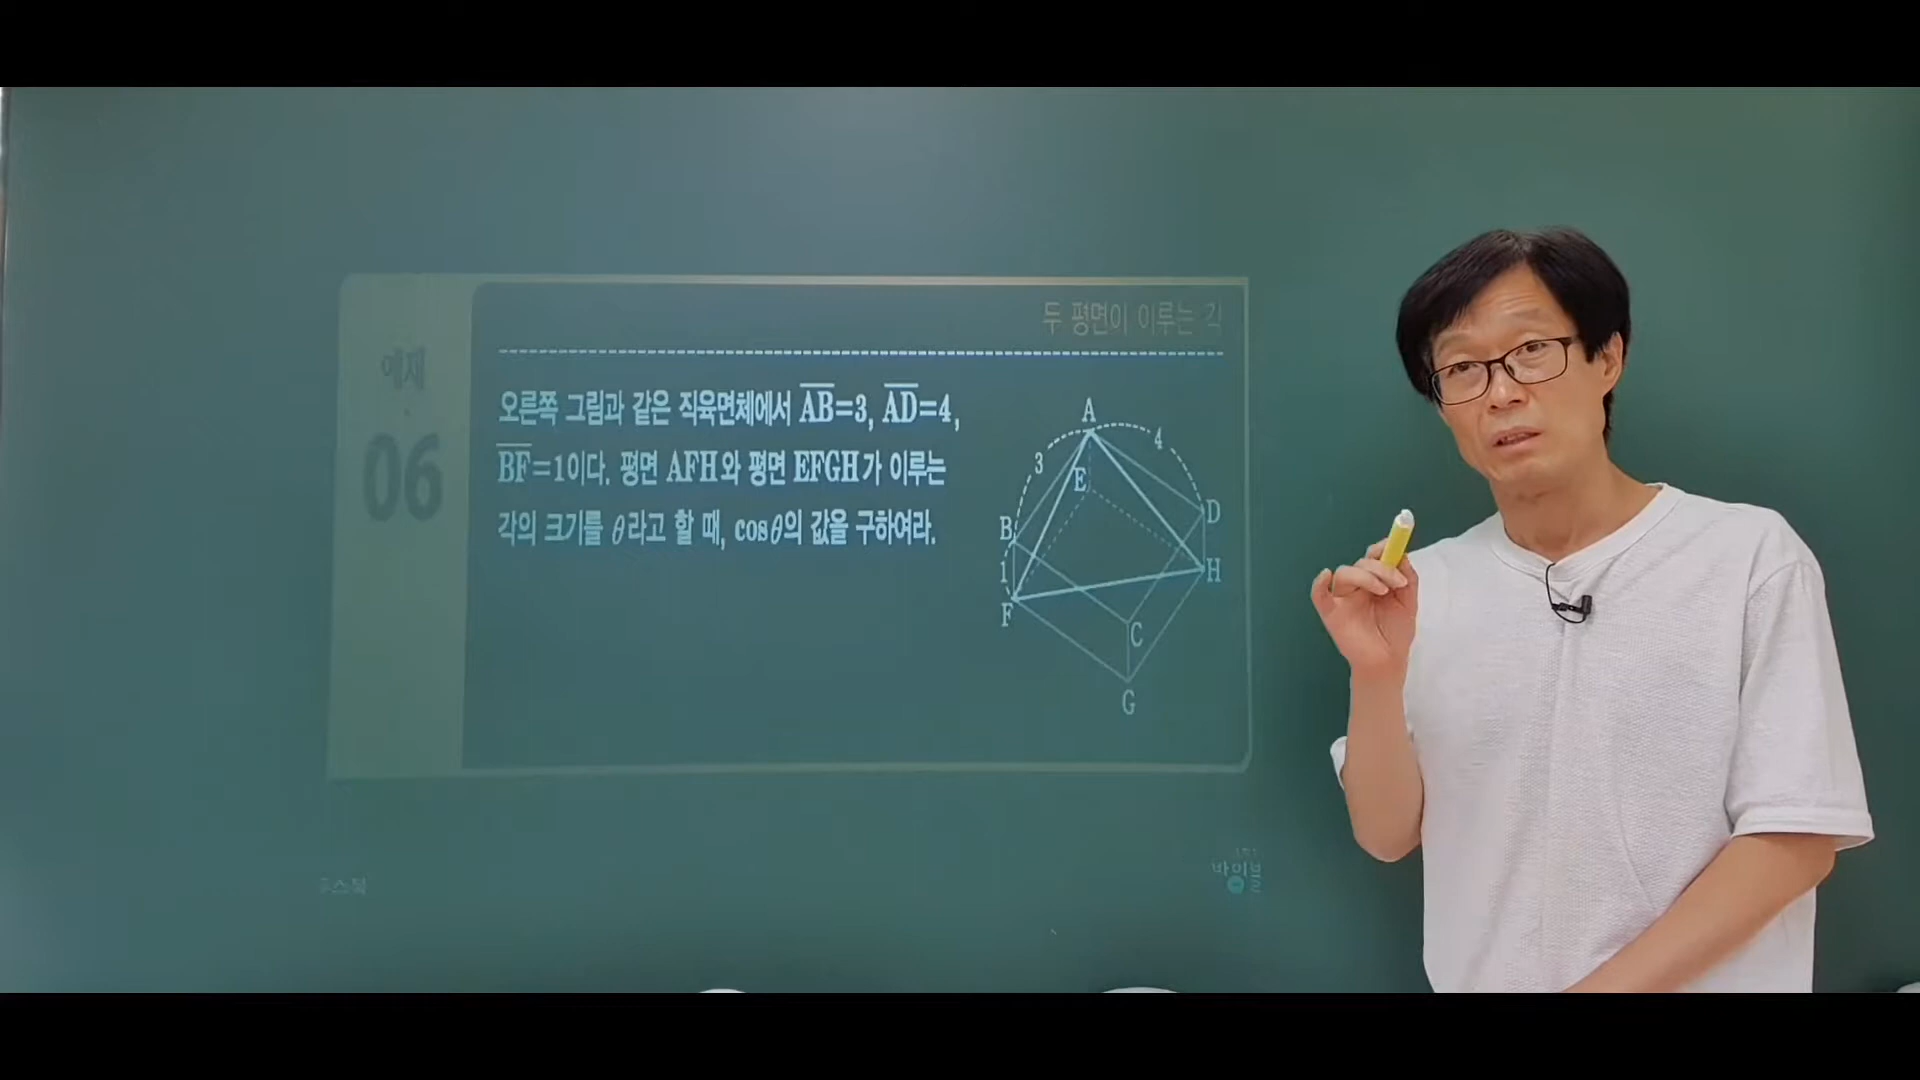 두 평면이 이루는 각
예제
06
오른쪽 그림과 같은 직육면체에서 AB=3, AD=4,
BF=1이다. 평면 AFH와 평면 EFGH가 이루는
각의 크기를 θ라고 할 때, cosθ의 값을 구하여라.
A
4
3
E
B
D
1
H
F
C
G
바이블